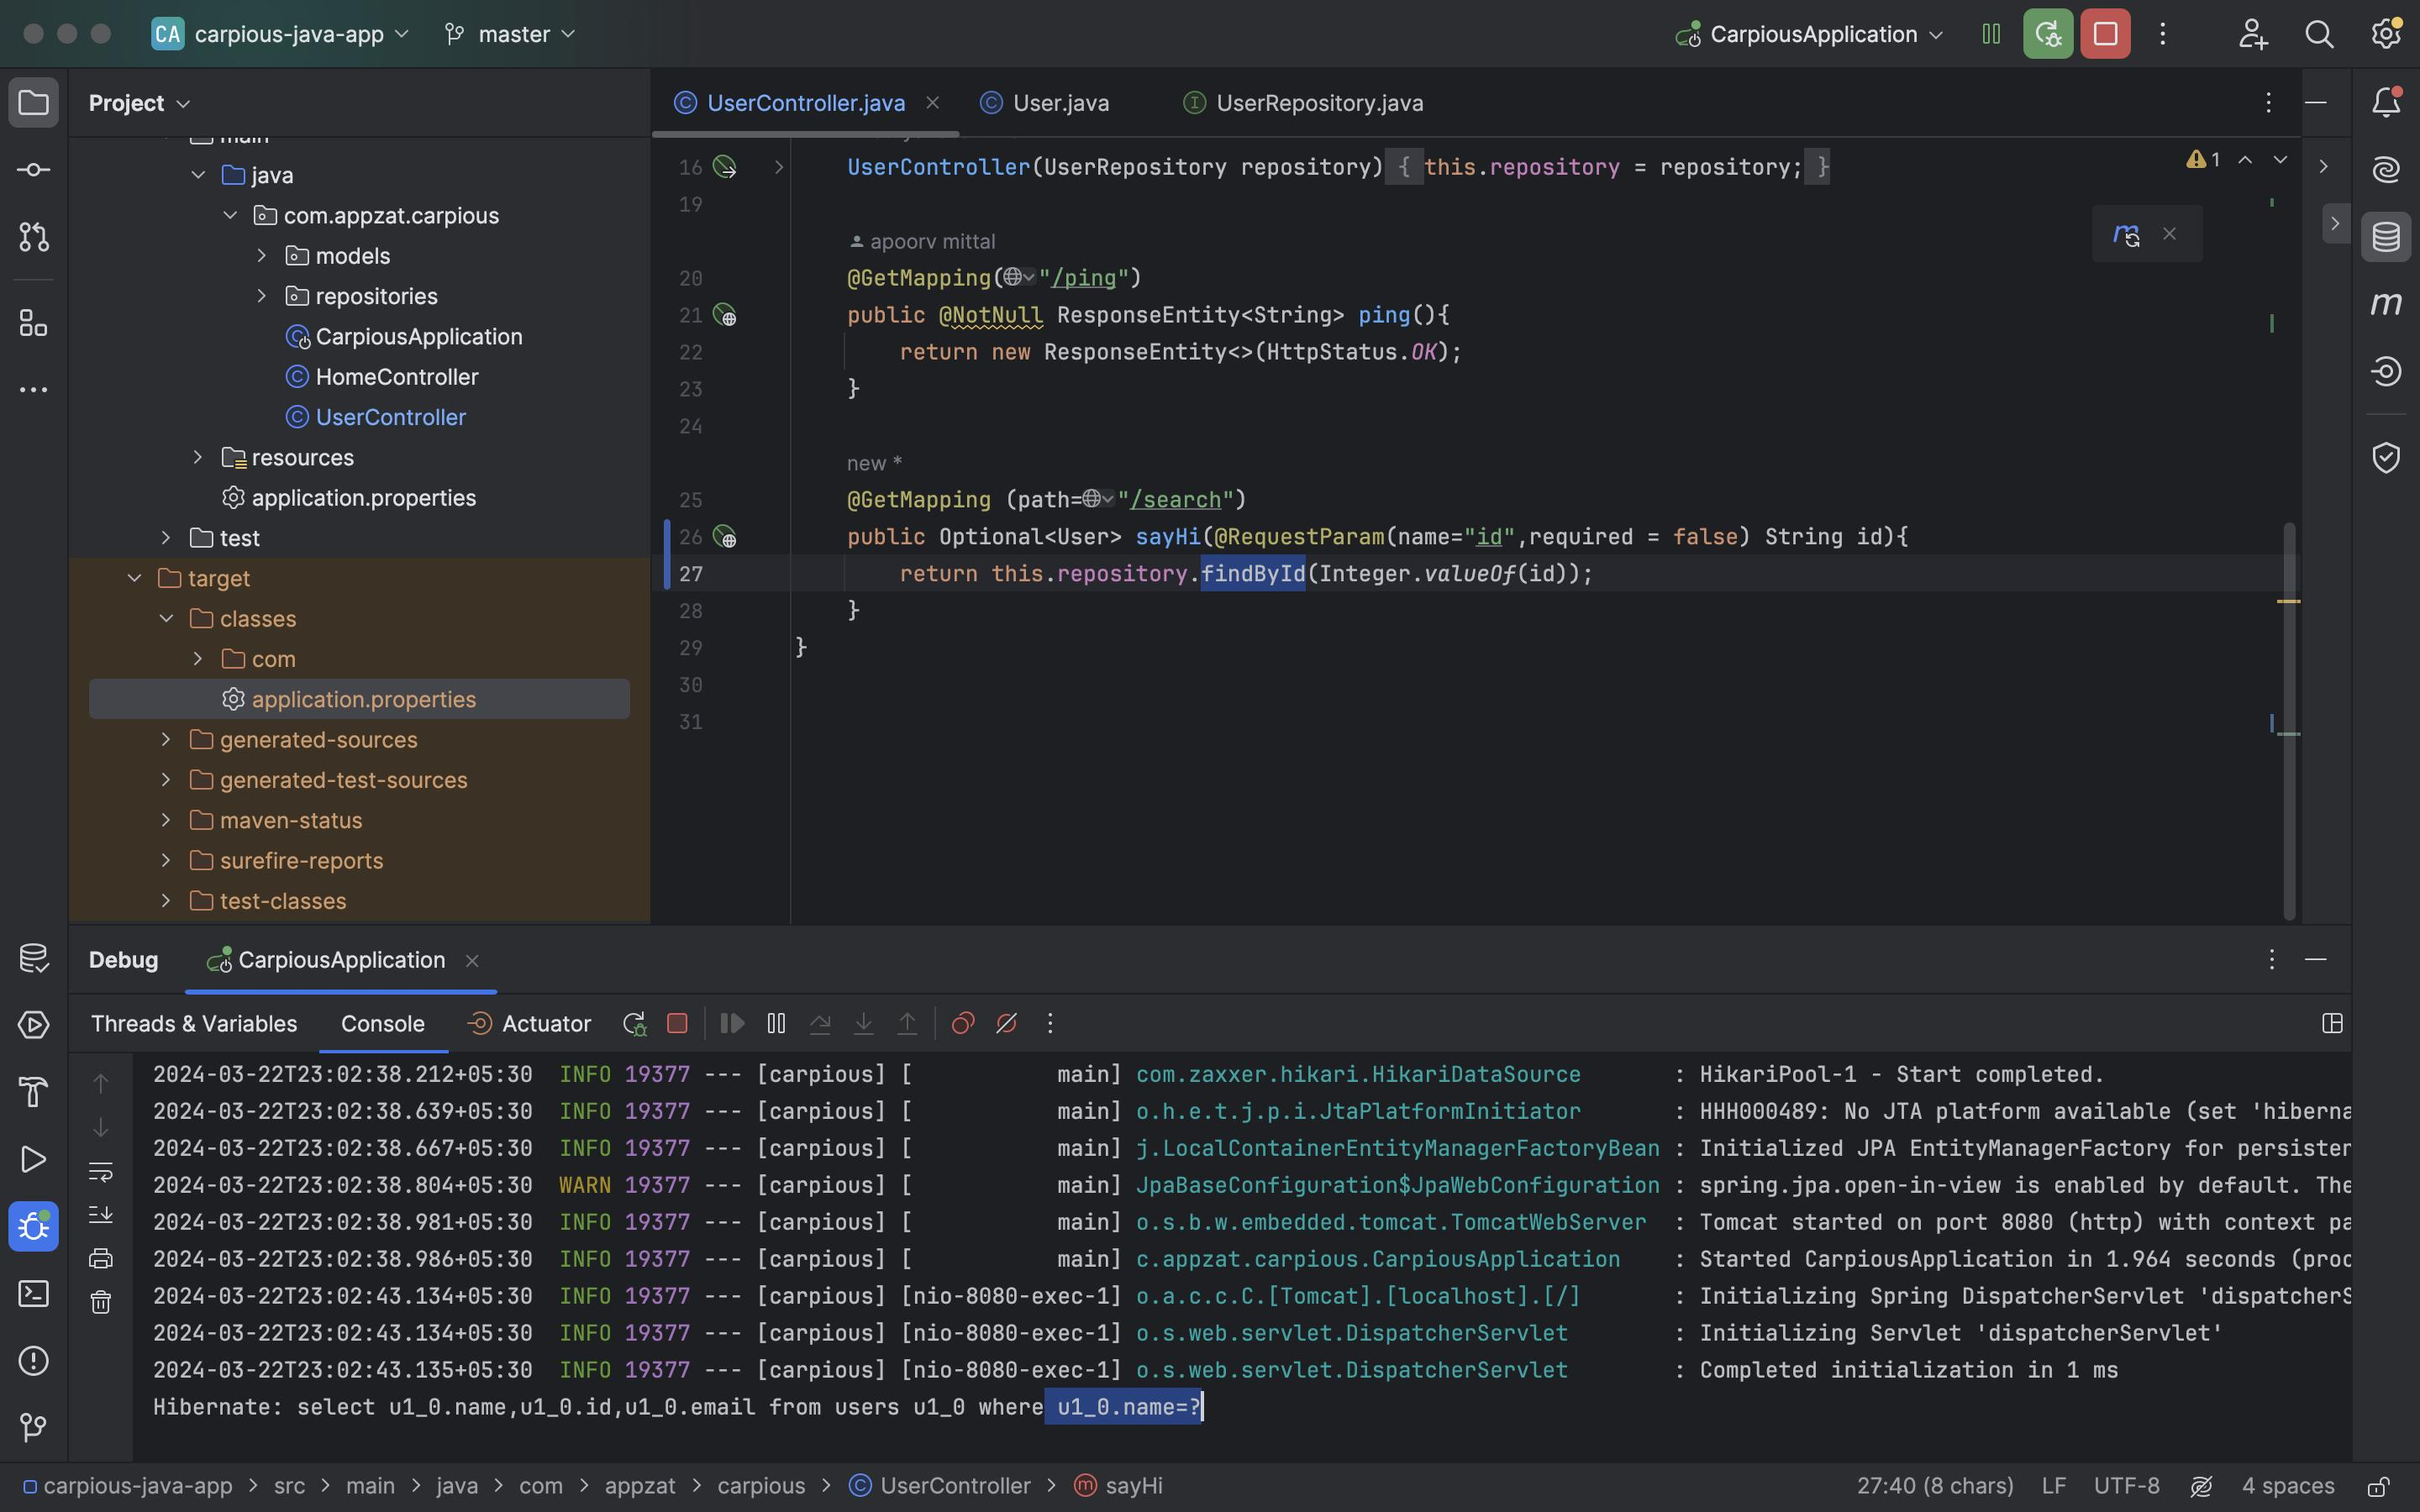 CA carpious-java-app master CarpiousApplication
Project
UserController.java User.java UserRepository.java
main
java
com.appzat.carpious
models
repositories
CarpiousApplication
HomeController
UserController
resources
application.properties
test
target
classes
com
application.properties
generated-sources
generated-test-sources
maven-status
surefire-reports
test-classes
16 UserController(UserRepository repository) { this.repository = repository; }
1
19
apoorv mittal
20 @GetMapping("/ping")
21 public @NotNull ResponseEntity<String> ping(){
22 return new ResponseEntity<>(HttpStatus.OK);
23 }
24
new *
25 @GetMapping (path="/search")
26 public Optional<User> sayHi(@RequestParam(name="id",required = false) String id){
27 return this.repository.findById(Integer.valueOf(id));
28 }
29 }
30
31
m
Debug CarpiousApplication
Threads & Variables Console Actuator
2024-03-22T23:02:38.212+05:30 INFO 19377 --- [carpious] [ main] com.zaxxer.hikari.HikariDataSource : HikariPool-1 - Start completed.
2024-03-22T23:02:38.639+05:30 INFO 19377 --- [carpious] [ main] o.h.e.t.j.p.i.JtaPlatformInitiator : HHH000489: No JTA platform available (set 'hiberna
2024-03-22T23:02:38.667+05:30 INFO 19377 --- [carpious] [ main] j.LocalContainerEntityManagerFactoryBean : Initialized JPA EntityManagerFactory for persisten
2024-03-22T23:02:38.804+05:30 WARN 19377 --- [carpious] [ main] JpaBaseConfiguration$JpaWebConfiguration : spring.jpa.open-in-view is enabled by default. The
2024-03-22T23:02:38.981+05:30 INFO 19377 --- [carpious] [ main] o.s.b.w.embedded.tomcat.TomcatWebServer : Tomcat started on port 8080 (http) with context pa
2024-03-22T23:02:38.986+05:30 INFO 19377 --- [carpious] [ main] c.appzat.carpious.CarpiousApplication : Started CarpiousApplication in 1.964 seconds (proc
2024-03-22T23:02:43.134+05:30 INFO 19377 --- [carpious] [nio-8080-exec-1] o.a.c.c.C.[Tomcat].[localhost].[/] : Initializing Spring DispatcherServlet 'dispatcherS
2024-03-22T23:02:43.134+05:30 INFO 19377 --- [carpious] [nio-8080-exec-1] o.s.web.servlet.DispatcherServlet : Initializing Servlet 'dispatcherServlet'
2024-03-22T23:02:43.135+05:30 INFO 19377 --- [carpious] [nio-8080-exec-1] o.s.web.servlet.DispatcherServlet : Completed initialization in 1 ms
Hibernate: select u1_0.name,u1_0.id,u1_0.email from users u1_0 where u1_0.name=?
carpious-java-app > src > main > java > com > appzat > carpious > UserController > sayHi 27:40 (8 chars) LF UTF-8 4 spaces